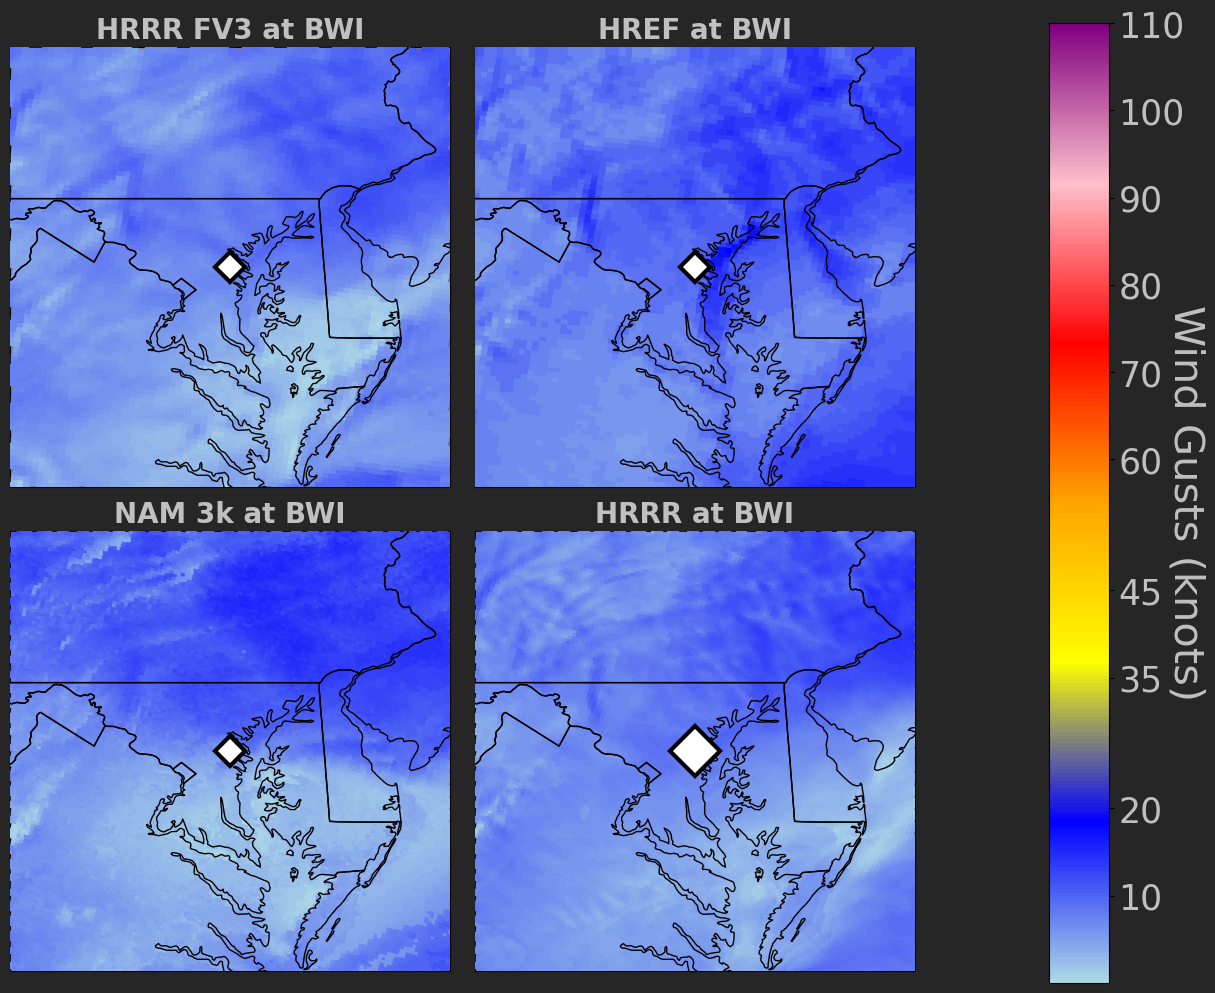 HRRR FV3 at BWI
HREF at BWI
NAM 3k at BWI
HRRR at BWI
110
100
90
80
70
60
45
35
20
10
Wind Gusts (knots)